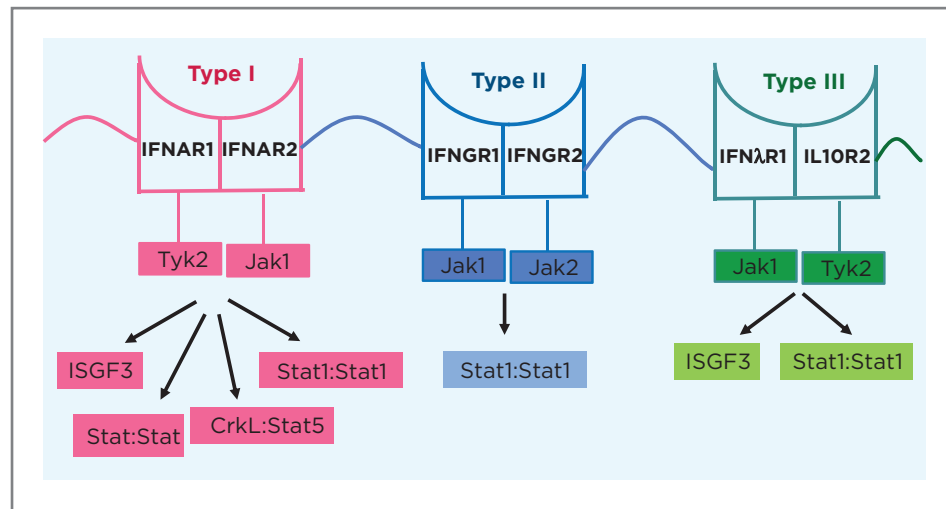 Type I
IFNAR1 IFNAR2
Tyk2 Jak1
ISGF3
Stat1:Stat1
Stat:Stat
CrkL:Stat5
Type II
IFNGR1 IFNGR2
Jak1 Jak2
Stat1:Stat1
Type III
IFNλR1 IL10R2
Jak1 Tyk2
ISGF3
Stat1:Stat1